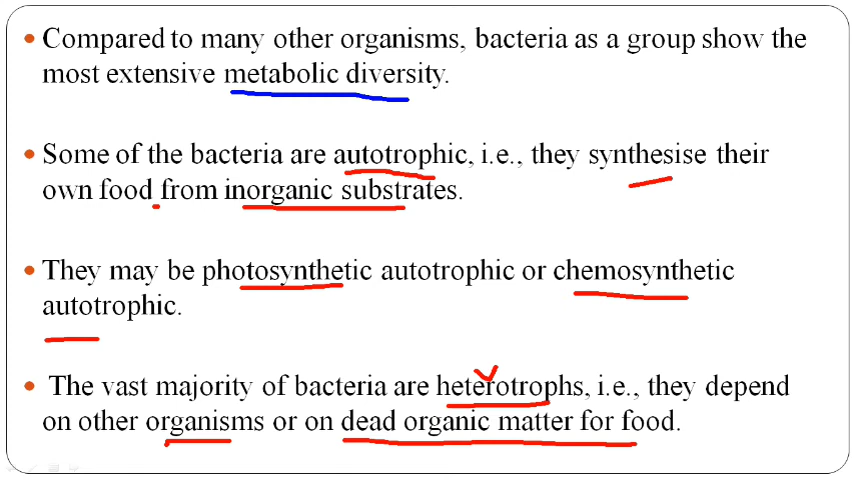 • Compared to many other organisms, bacteria as a group show the
most extensive metabolic diversity.
• Some of the bacteria are autotrophic, i.e., they synthesise their
own food from inorganic substrates.
• They may be photosynthetic autotrophic or chemosynthetic
autotrophic.
• The vast majority of bacteria are heterotrophs, i.e., they depend
on other organisms or on dead organic matter for food.